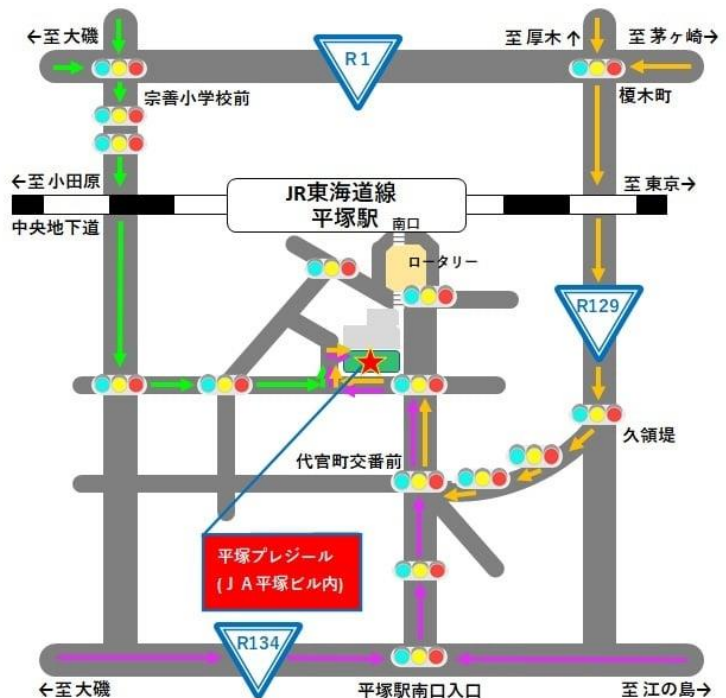 ←至 大磯
R1
至 厚木 ↑
至 茅ヶ崎→
宗善小学校前
榎木町
←至 小田原
JR東海道線
平塚駅
至 東京→
中央地下道
南口
ロータリー
R129
久領堤
代官町交番前
平塚プレジール
(ＪＡ平塚ビル内)
R134
←至 大磯
平塚駅南口入口
至 江の島→